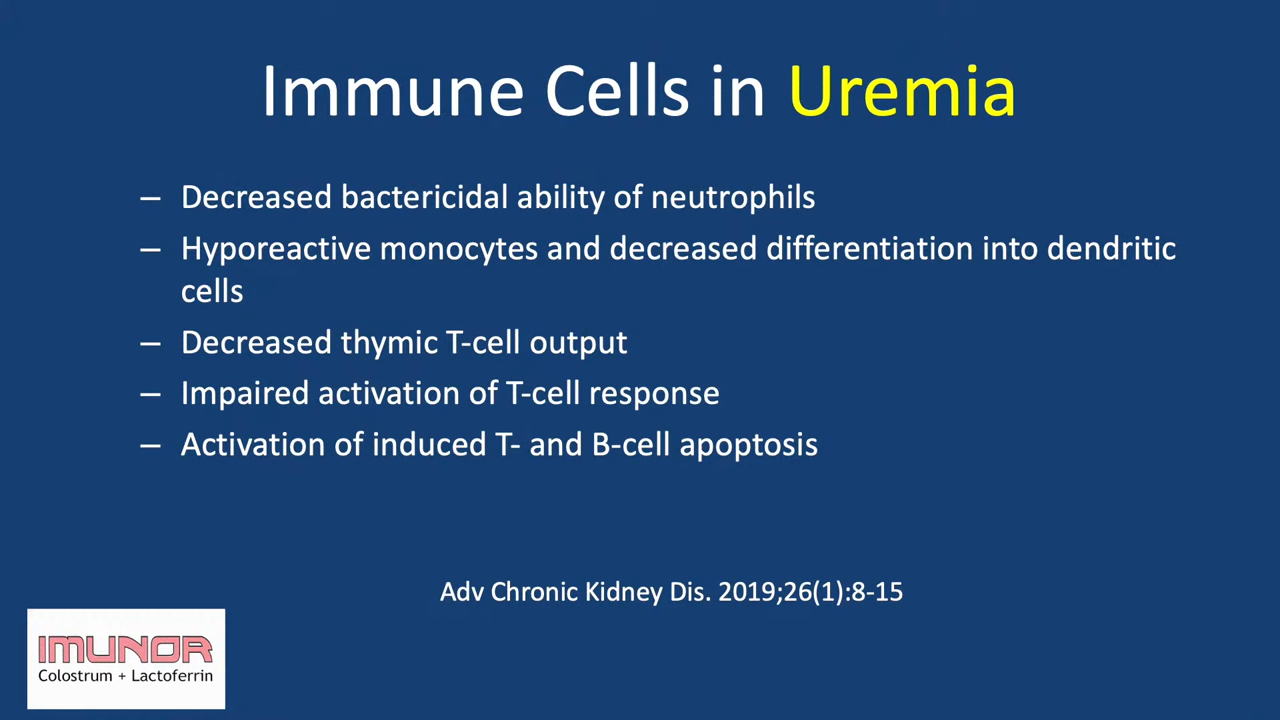 Immune Cells in Uremia
– Decreased bactericidal ability of neutrophils
– Hyporeactive monocytes and decreased differentiation into dendritic
cells
– Decreased thymic T-cell output
– Impaired activation of T-cell response
– Activation of induced T- and B-cell apoptosis
Adv Chronic Kidney Dis. 2019;26(1):8-15
IMUNOR
Colostrum + Lactoferrin